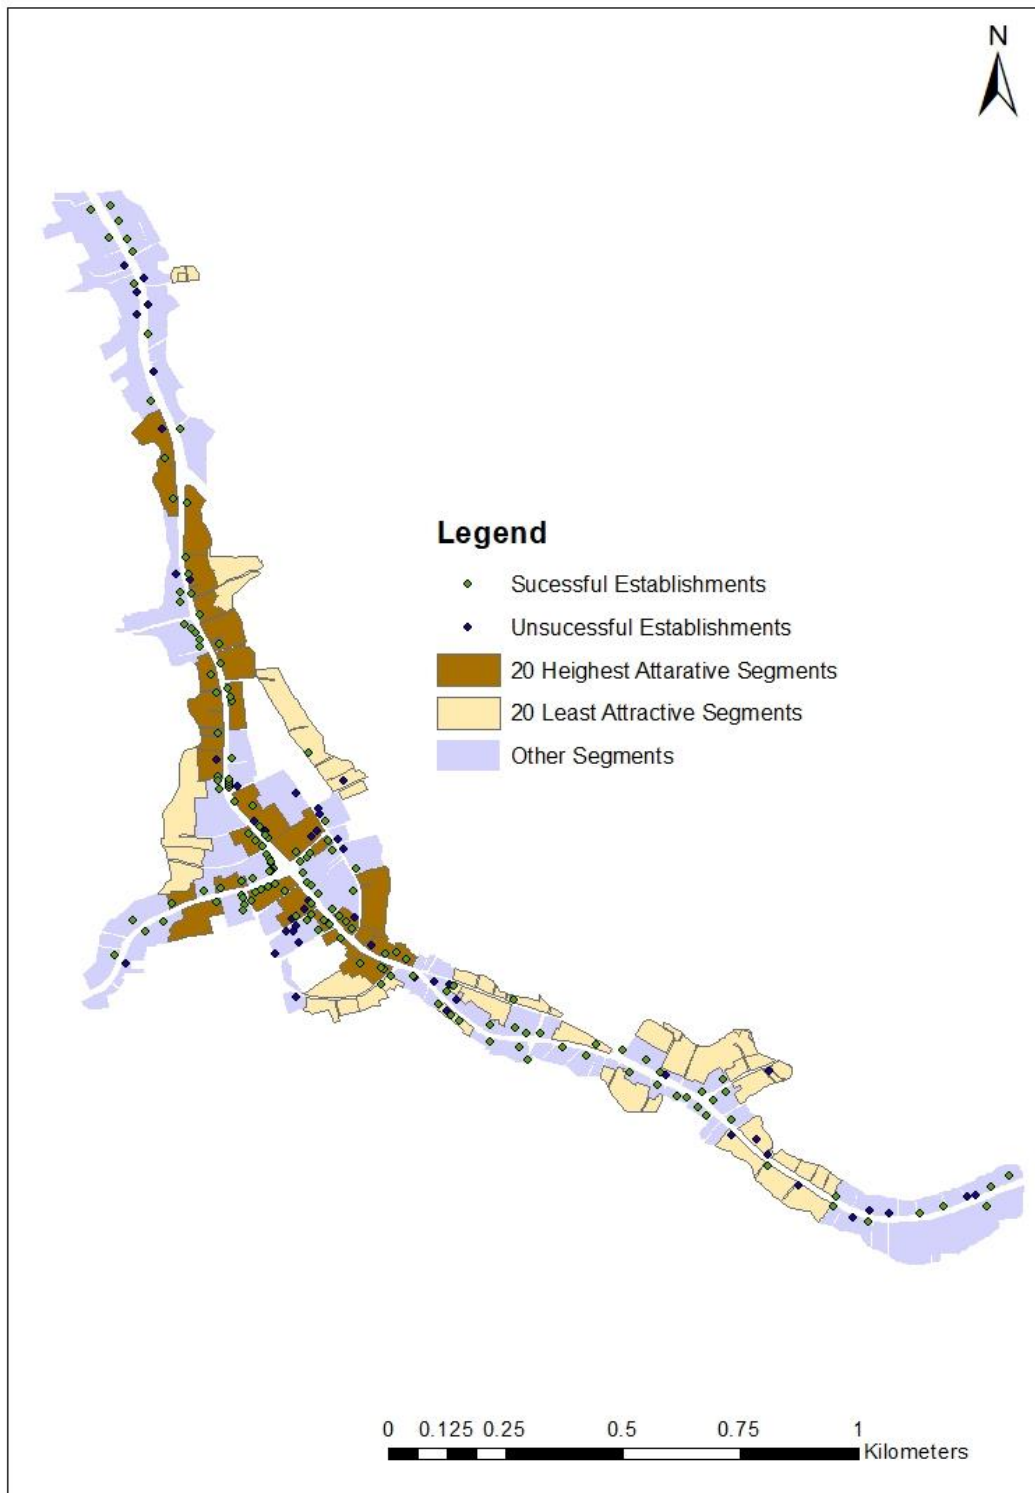 N
Legend
Sucessful Establishments
Unsucessful Establishments
20 Heighest Attarative Segments
20 Least Attractive Segments
Other Segments
0 0.125 0.25 0.5 0.75 1
Kilometers